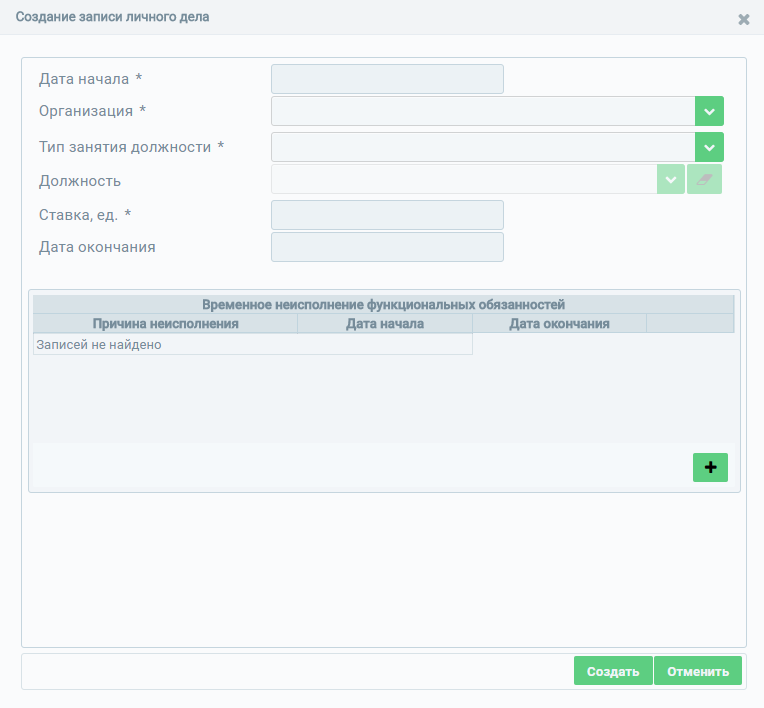 Создание записи личного дела
Дата начала *
Организация *
Тип занятия должности *
Должность
Ставка, ед. *
Дата окончания
Временное неисполнение функциональных обязанностей
Причина неисполнения Дата начала Дата окончания
Записей не найдено
Создать Отменить